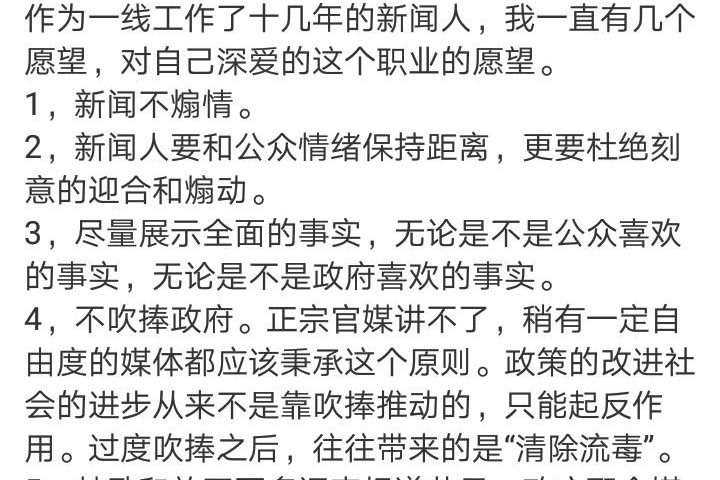 作为一线工作了十几年的新闻人，我一直有几个
愿望，对自己深爱的这个职业的愿望。
1，新闻不煽情。
2，新闻人要和公众情绪保持距离，更要杜绝刻
意的迎合和煽动。
3，尽量展示全面的事实，无论是不是公众喜欢
的事实，无论是不是政府喜欢的事实。
4，不吹捧政府。正宗官媒讲不了，稍有一定自
由度的媒体都应该秉承这个原则。政策的改进社
会的进步从来不是靠吹捧推动的，只能起反作
用。过度吹捧之后，往往带来的是“清除流毒”。